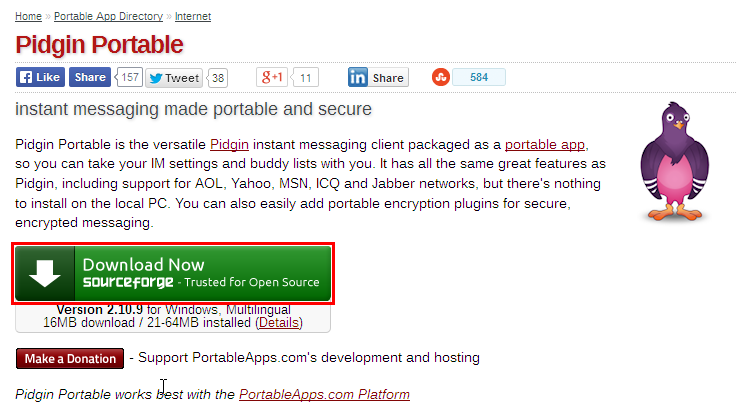 Home » Portable App Directory » Internet
Pidgin Portable
Like Share 157 Tweet 38 +1 11 in Share 584
instant messaging made portable and secure
Pidgin Portable is the versatile Pidgin instant messaging client packaged as a portable app,
so you can take your IM settings and buddy lists with you. It has all the same great features as
Pidgin, including support for AOL, Yahoo, MSN, ICQ and Jabber networks, but there's nothing
to install on the local PC. You can also easily add portable encryption plugins for secure,
encrypted messaging.
Download Now
sourceforge - Trusted for Open Source
Version 2.10.9 for Windows, Multilingual
16MB download / 21-64MB installed (Details)
Make a Donation - Support PortableApps.com's development and hosting
Pidgin Portable works best with the PortableApps.com Platform